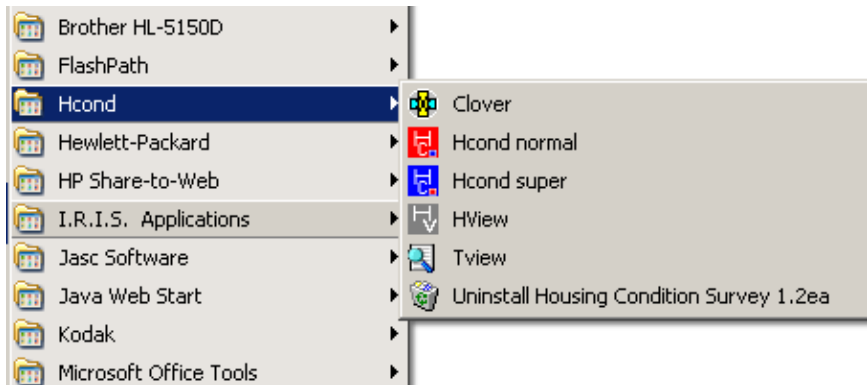 Brother HL-5150D
FlashPath
Hcond
Hewlett-Packard
HP Share-to-Web
I.R.I.S. Applications
Jasc Software
Java Web Start
Kodak
Microsoft Office Tools
Clover
Hcond normal
Hcond super
HView
Tview
Uninstall Housing Condition Survey 1.2ea